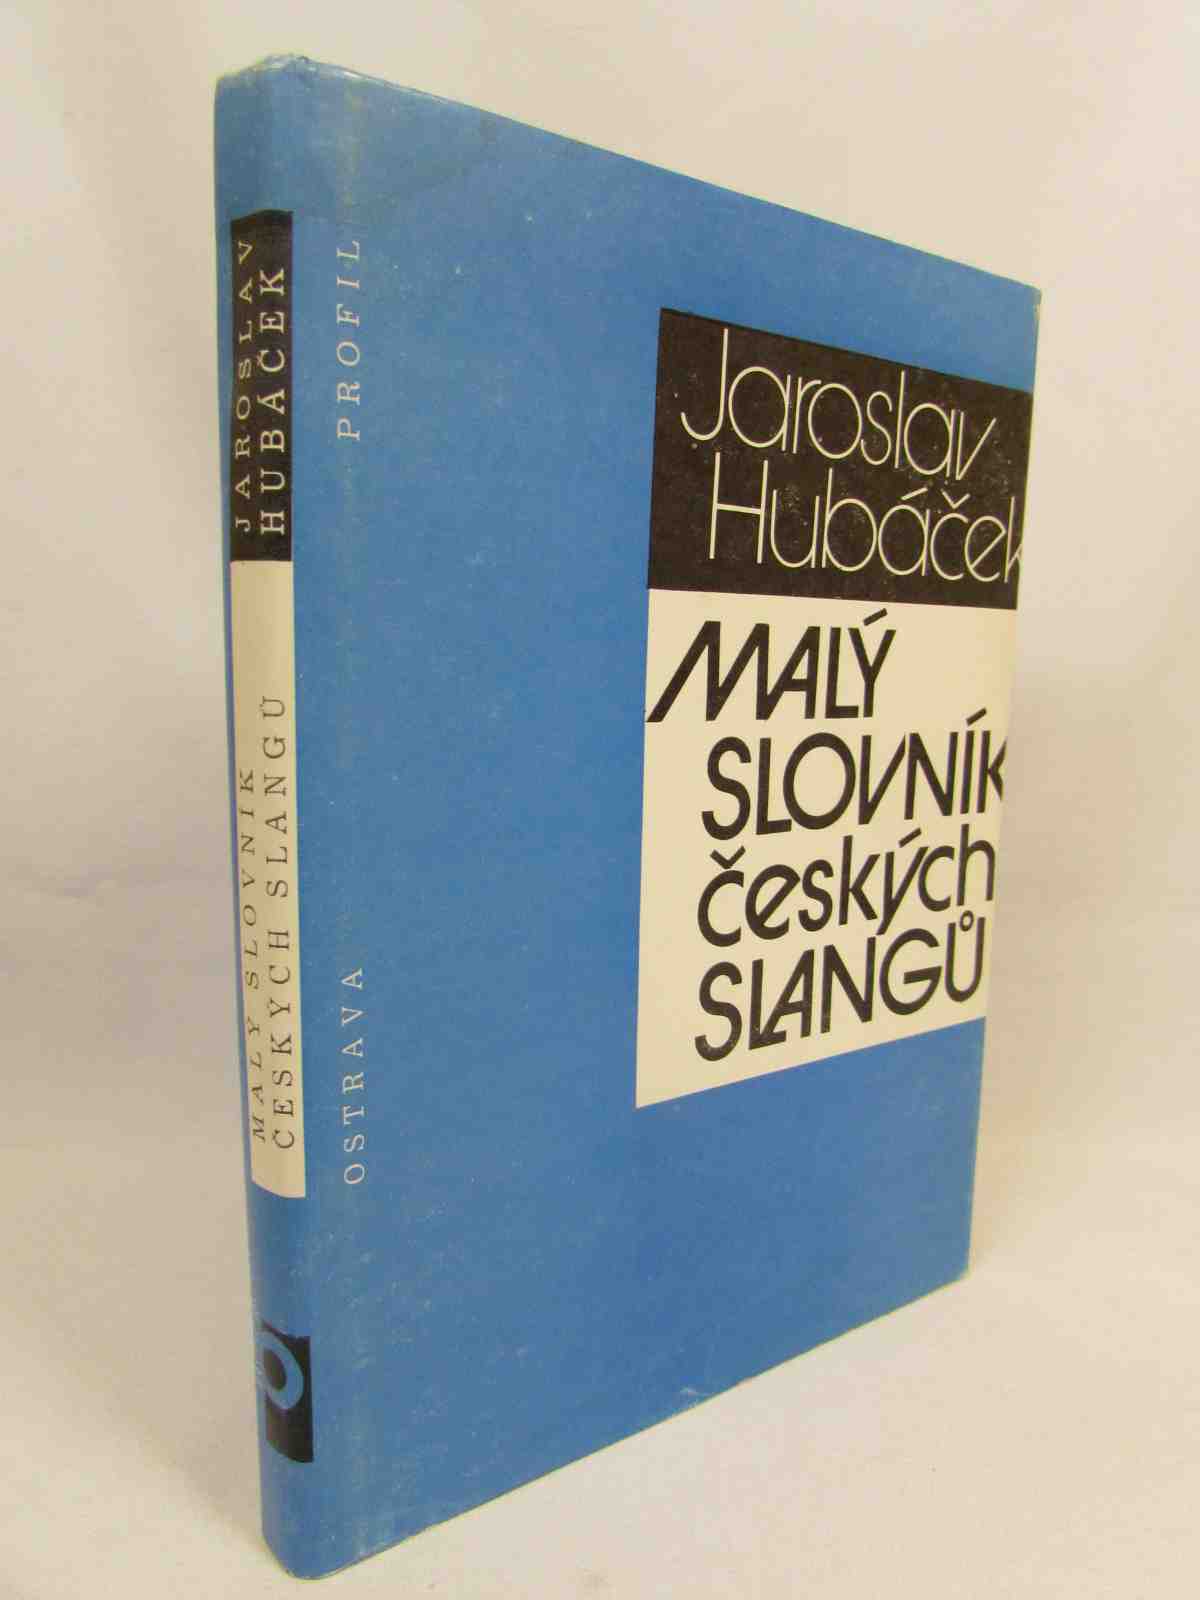 JAROSLAV
HUBÁČEK
MALÝ SLOVNÍK
ČESKÝCH SLANGŮ
PROFIL
OSTRAVA
Jaroslav
Hubáček
MALÝ
SLOVNÍK
českých
SLANGŮ